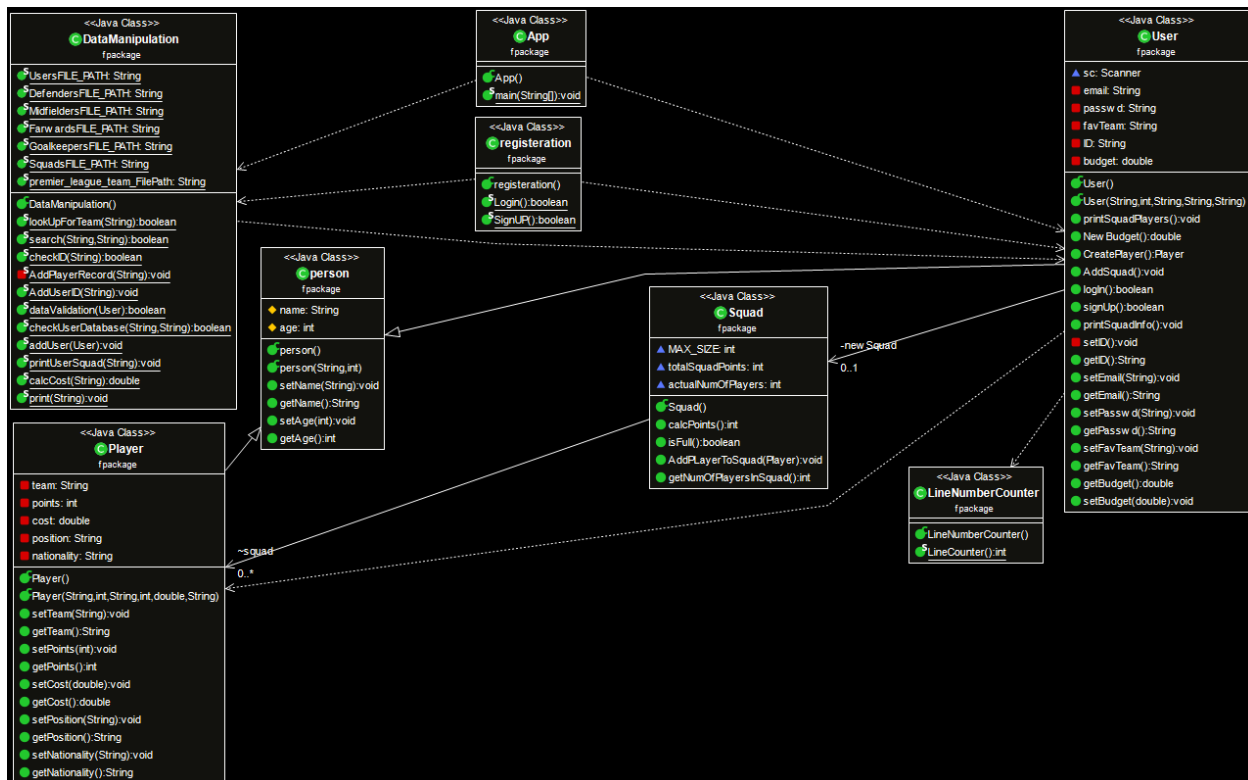 <<Java Class>>
DataManipulation
fpackage
UsersFILE_PATH: String
DefendersFILE_PATH: String
MidfieldersFILE_PATH: String
FarwardsFILE_PATH: String
GoalkeepersFILE_PATH: String
SquadsFILE_PATH: String
premier_league_team_FilePath: String
DataManipulation()
lookUpForTeam(String):boolean
search(String,String):boolean
checkID(String):boolean
AddPlayerRecord(String):void
AddUserID(String):void
dataValidation(User):boolean
checkUserDatabase(String,String):boolean
addUser(User):void
printUserSquad(String):void
calcCost(String):double
print(String):void
<<Java Class>>
App
fpackage
App()
main(String[]):void
<<Java Class>>
registeration
fpackage
registeration()
Login():boolean
SignUP():boolean
<<Java Class>>
User
fpackage
sc: Scanner
email: String
passwd: String
favTeam: String
ID: String
budget: double
User()
User(String,int,String,String,String)
printSquadPlayers():void
NewBudget():double
CreatePlayer():Player
AddSquad():void
logIn():boolean
signUp():boolean
printSquadInfo():void
setID():void
getID():String
setEmail(String):void
getEmail():String
setPasswd(String):void
getPasswd():String
setFavTeam(String):void
getFavTeam():String
getBudget():double
setBudget(double):void
<<Java Class>>
person
fpackage
name: String
age: int
person()
person(String,int)
setName(String):void
getName():String
setAge(int):void
getAge():int
<<Java Class>>
Squad
fpackage
MAX_SIZE: int
totalSquadPoints: int
actualNumOfPlayers: int
Squad()
calcPoints():int
isFull():boolean
AddPLayerToSquad(Player):void
getNumOfPlayersInSquad():int
-newSquad
0..1
<<Java Class>>
LineNumberCounter
fpackage
LineNumberCounter()
LineCounter():int
<<Java Class>>
Player
fpackage
team: String
points: int
cost: double
position: String
nationality: String
Player()
Player(String,int,String,int,double,String)
setTeam(String):void
getTeam():String
setPoints(int):void
getPoints():int
setCost(double):void
getCost():double
setPosition(String):void
getPosition():String
setNationality(String):void
getNationality():String
~squad
0..*